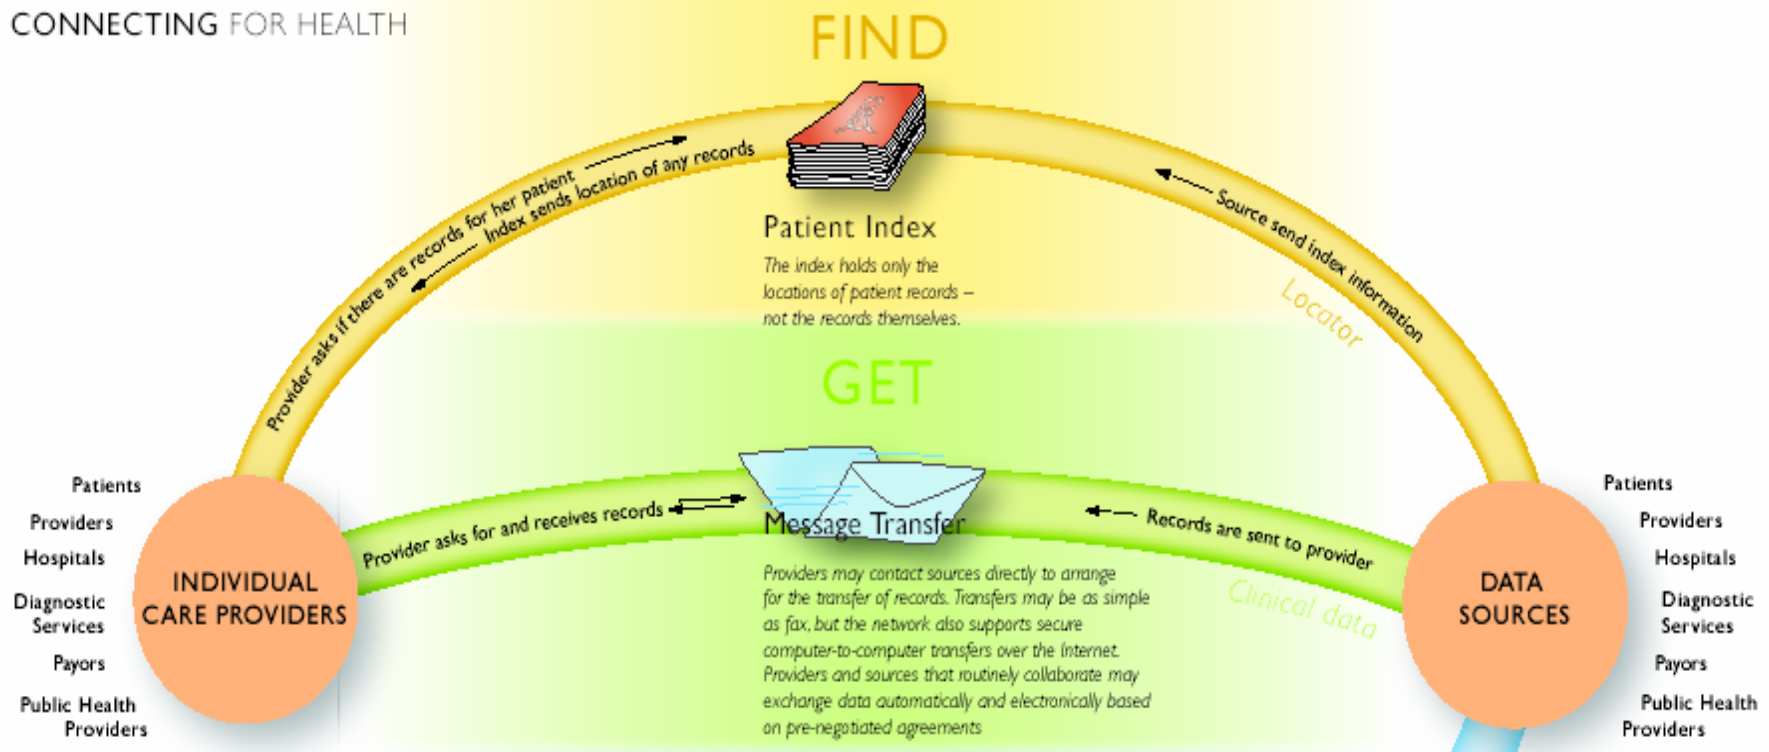 CONNECTING FOR HEALTH
FIND
Provider asks if there are records for her patient
Index sends location of any records
Source send index information
Locator
Patient Index
The index holds only the
locations of patient records –
not the records themselves.
GET
Provider asks for and receives records
Message Transfer
Records are sent to provider
Clinical data
Providers may contact sources directly to arrange
for the transfer of records. Transfers may be as simple
as fax, but the network also supports secure
computer-to-computer transfers over the Internet.
Providers and sources that routinely collaborate may
exchange data automatically and electronically based
on pre-negotiated agreements
Patients
Providers
Hospitals
Diagnostic
Services
Payors
Public Health
Providers
INDIVIDUAL
CARE PROVIDERS
DATA
SOURCES
Patients
Providers
Hospitals
Diagnostic
Services
Payors
Public Health
Providers